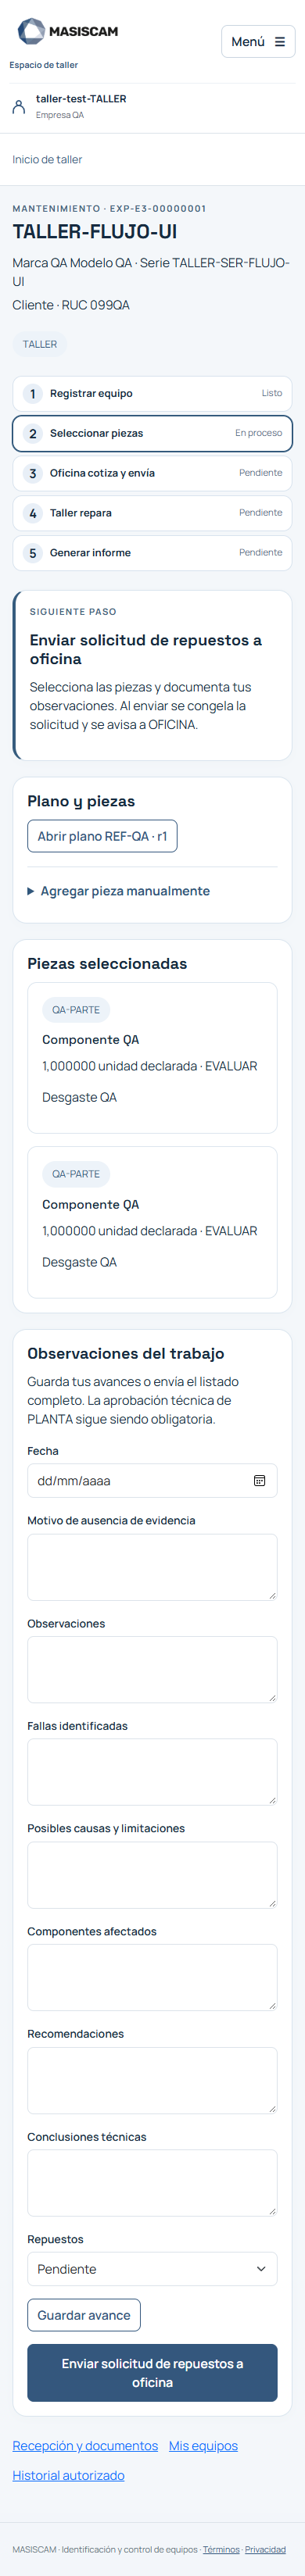 MASISCAM
Menú ☰
Espacio de taller
taller-test-TALLER
Empresa QA
Inicio de taller
MANTENIMIENTO · EXP-E3-00000001
TALLER-FLUJO-UI
Marca QA Modelo QA · Serie TALLER-SER-FLUJO-
UI
Cliente · RUC 099QA
TALLER
1 Registrar equipo Listo
2 Seleccionar piezas En proceso
3 Oficina cotiza y envía Pendiente
4 Taller repara Pendiente
5 Generar informe Pendiente
SIGUIENTE PASO
Enviar solicitud de repuestos a
oficina
Selecciona las piezas y documenta tus
observaciones. Al enviar se congela la
solicitud y se avisa a OFICINA.
Plano y piezas
Abrir plano REF-QA · r1
Agregar pieza manualmente
Piezas seleccionadas
QA-PARTE
Componente QA
1,000000 unidad declarada · EVALUAR
Desgaste QA
QA-PARTE
Componente QA
1,000000 unidad declarada · EVALUAR
Desgaste QA
Observaciones del trabajo
Guarda tus avances o envía el listado
completo. La aprobación técnica de
PLANTA sigue siendo obligatoria.
Fecha
dd/mm/aaaa
Motivo de ausencia de evidencia
Observaciones
Fallas identificadas
Posibles causas y limitaciones
Componentes afectados
Recomendaciones
Conclusiones técnicas
Repuestos
Pendiente
Guardar avance
Enviar solicitud de repuestos a
oficina
Recepción y documentos Mis equipos
Historial autorizado
MASISCAM · Identificación y control de equipos · Términos · Privacidad